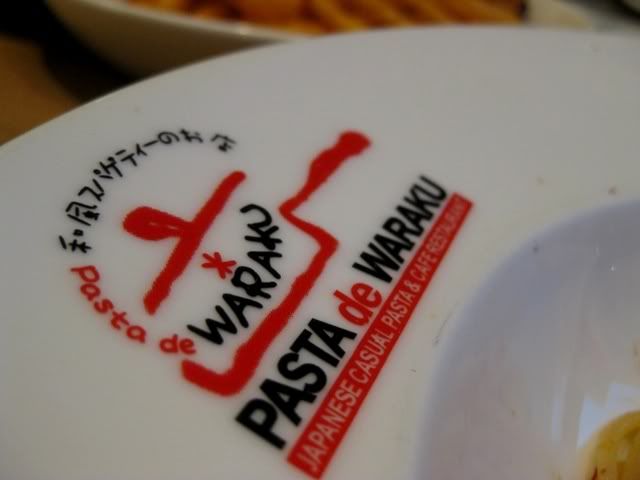 和風スパゲティーのお店
pasta de
WARAKU
PASTA de WARAKU
JAPANESE CASUAL PASTA & CAFE RESTAURANT